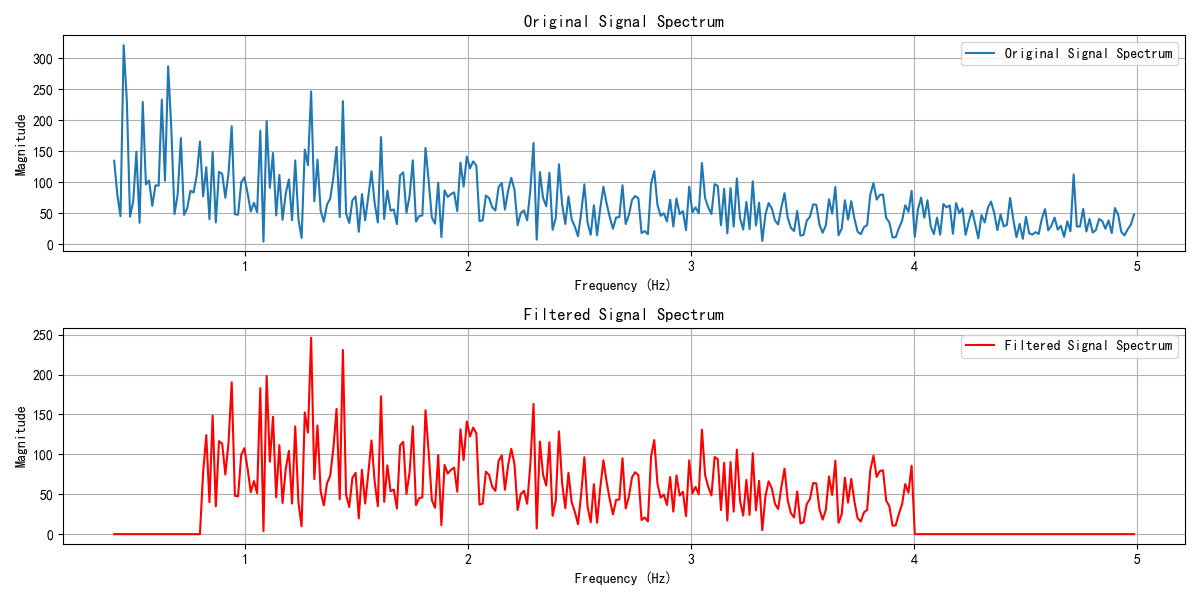 Original Signal Spectrum
Original Signal Spectrum
Magnitude
300
250
200
150
100
50
0
1
2
3
4
5
Frequency (Hz)
Filtered Signal Spectrum
Filtered Signal Spectrum
Magnitude
250
200
150
100
50
0
1
2
3
4
5
Frequency (Hz)